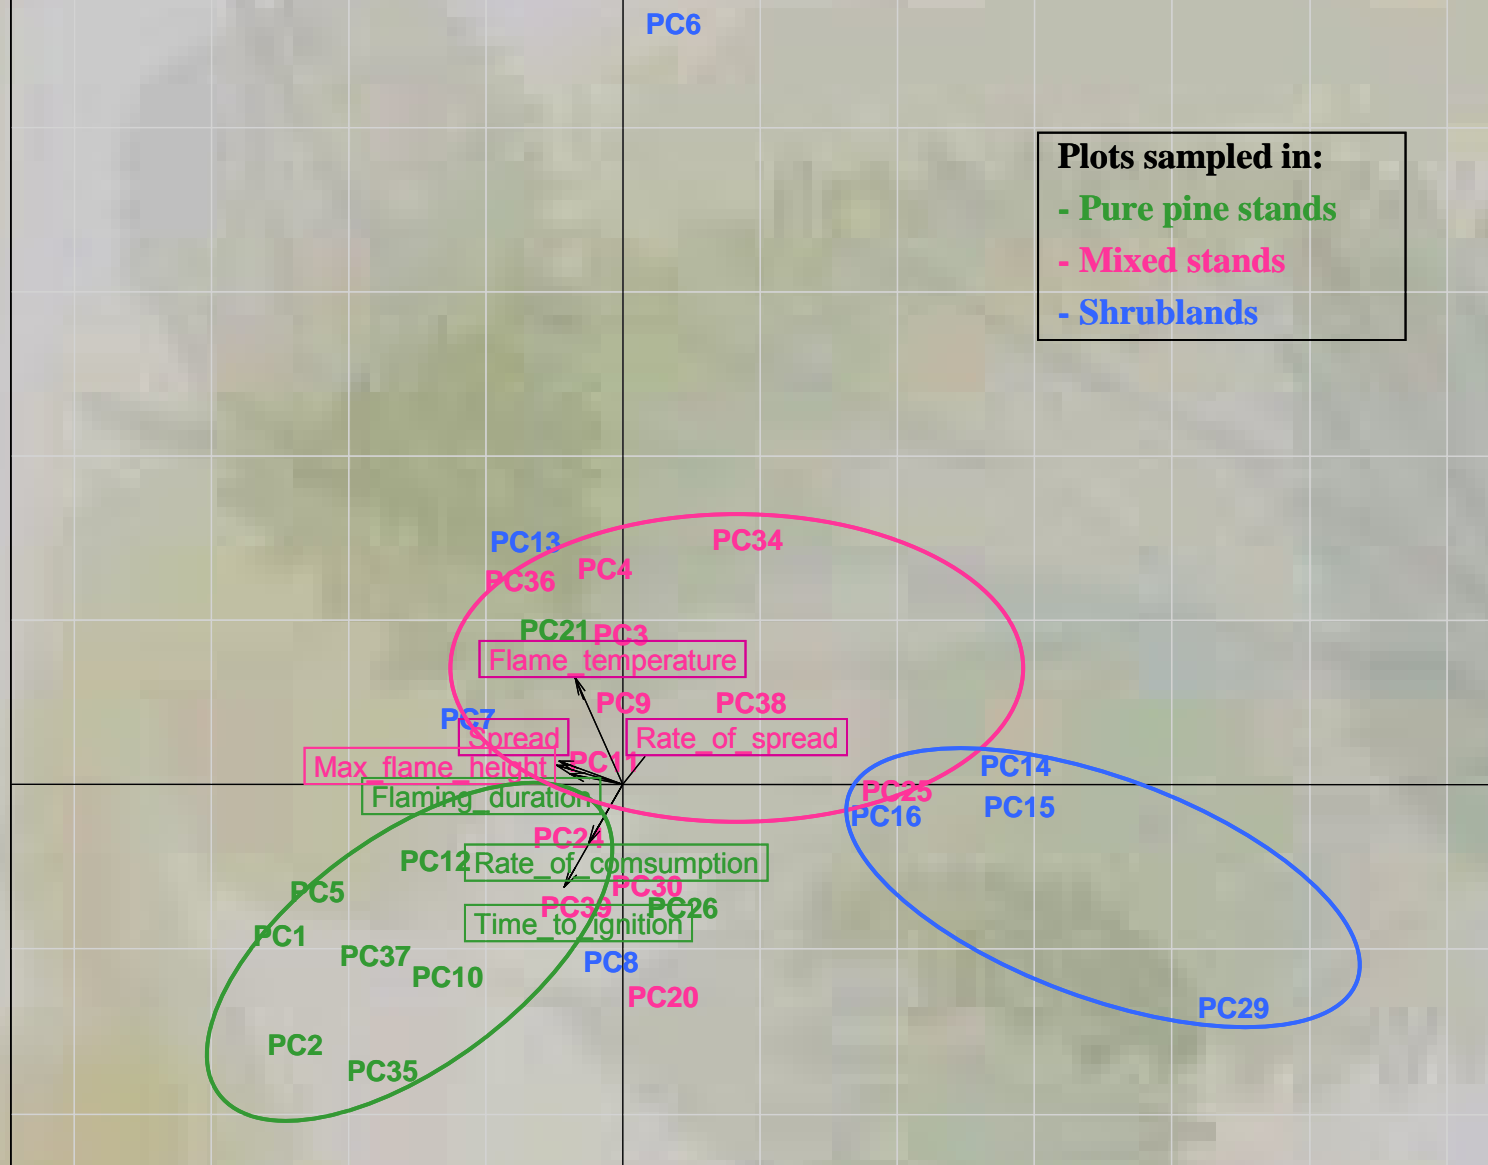 PC6
Plots sampled in:
- Pure pine stands
- Mixed stands
- Shrublands
PC13
PC34
PC4
PC36
PC21
PC3
Flame_temperature
PC9
PC38
PC7
Spread
Rate_of_spread
PC11
Max_flame_height
PC14
Flaming_duration
PC25
PC15
PC16
PC24
PC12
Rate_of_comsumption
PC5
PC30
PC39
PC26
Time_to_ignition
PC1
PC37
PC8
PC10
PC20
PC29
PC2
PC35